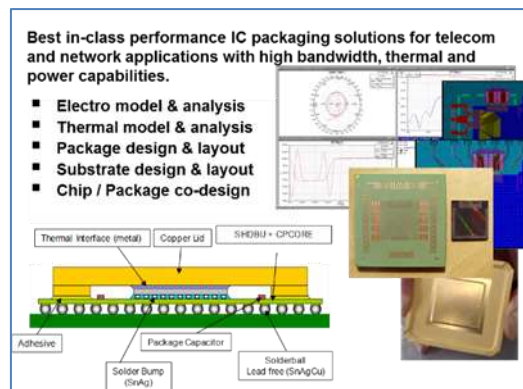 Best in-class performance IC packaging solutions for telecom
and network applications with high bandwidth, thermal and
power capabilities.
▪ Electro model & analysis
▪ Thermal model & analysis
▪ Package design & layout
▪ Substrate design & layout
▪ Chip / Package co-design
Thermal Interface (metal)
Copper Lid
SHDBU + CPCORE
Adhesive
Solder Bump
(SnAg)
Package Capacitor
Solderball
Lead free (SnAgCu)